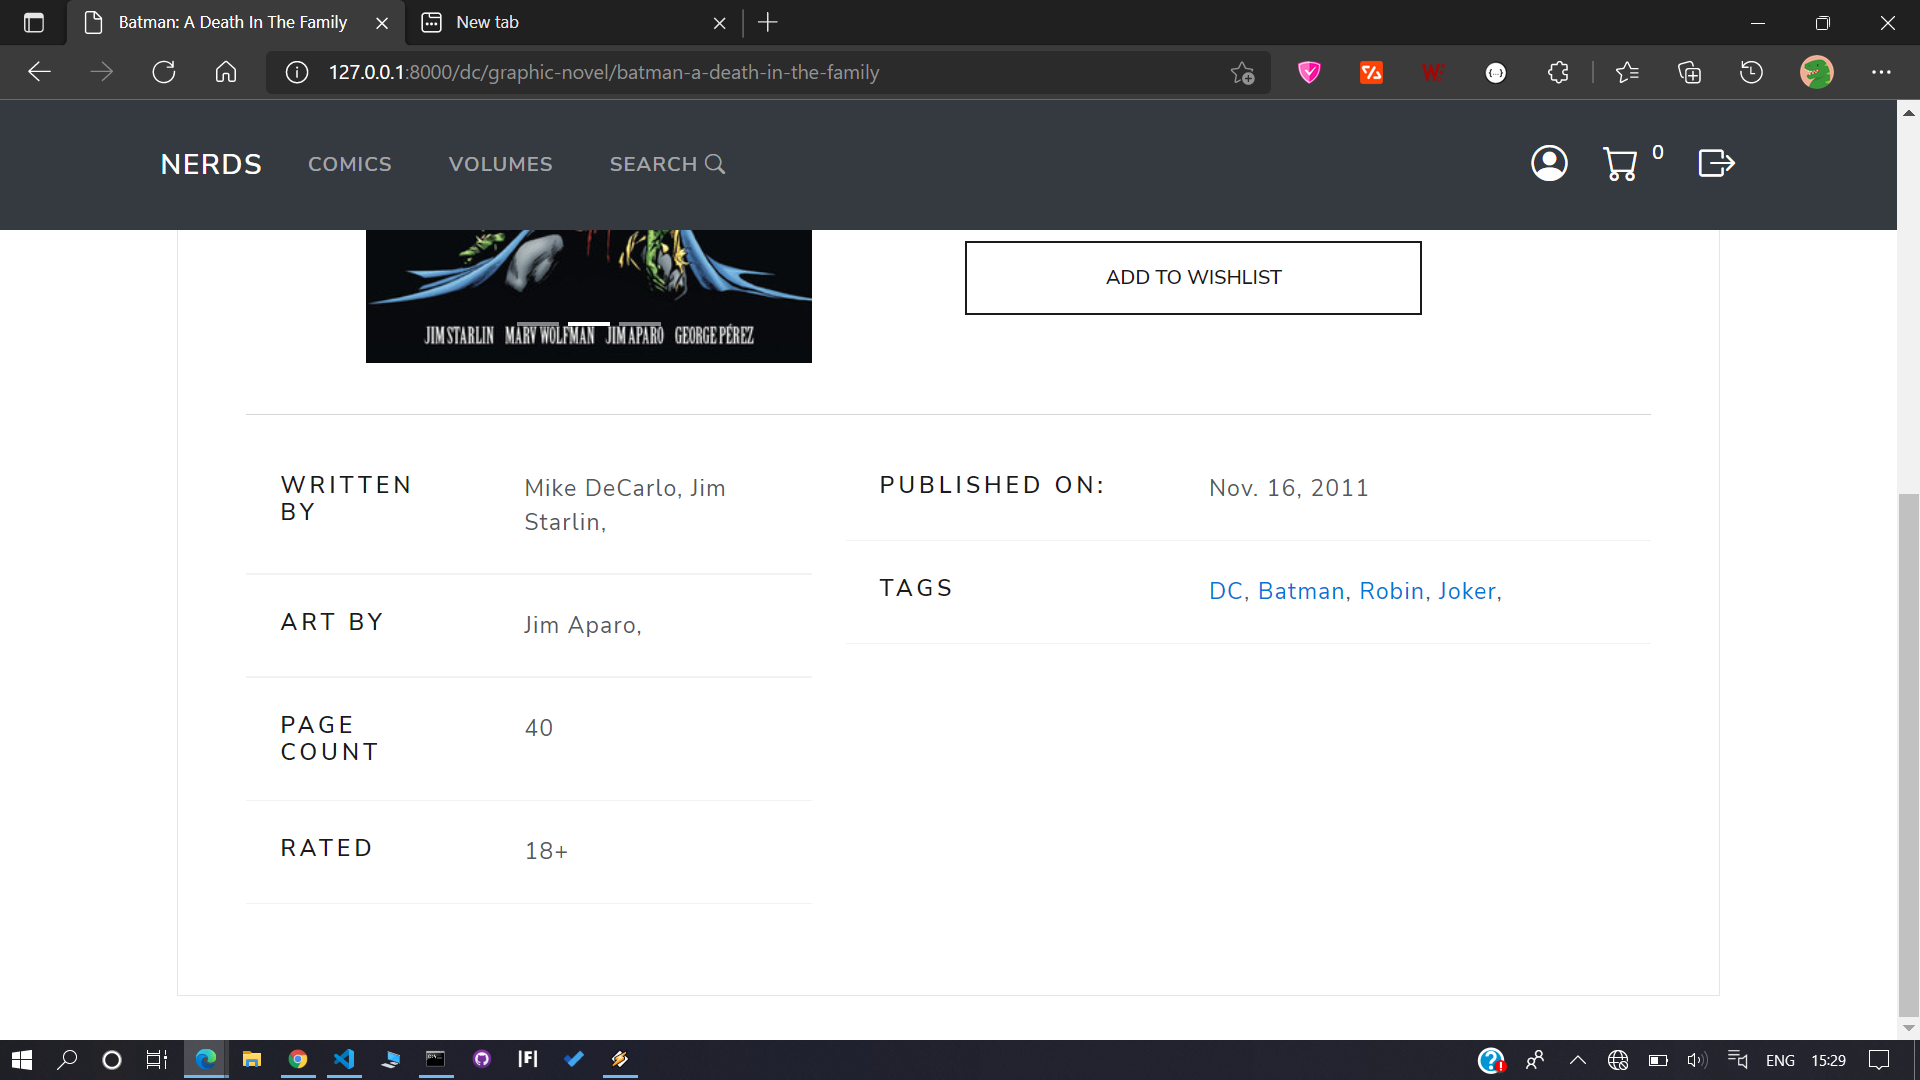 Batman: A Death In The Family
New tab
127.0.0.1:8000/dc/graphic-novel/batman-a-death-in-the-family
NERDS
COMICS
VOLUMES
SEARCH
0
ADD TO WISHLIST
JIM STARLIN MARV WOLFMAN JIM APARO GEORGE PÉREZ
WRITTEN BY
Mike DeCarlo, Jim
Starlin,
PUBLISHED ON:
Nov. 16, 2011
TAGS
DC, Batman, Robin, Joker,
ART BY
Jim Aparo,
PAGE
COUNT
40
RATED
18+
ENG
15:29